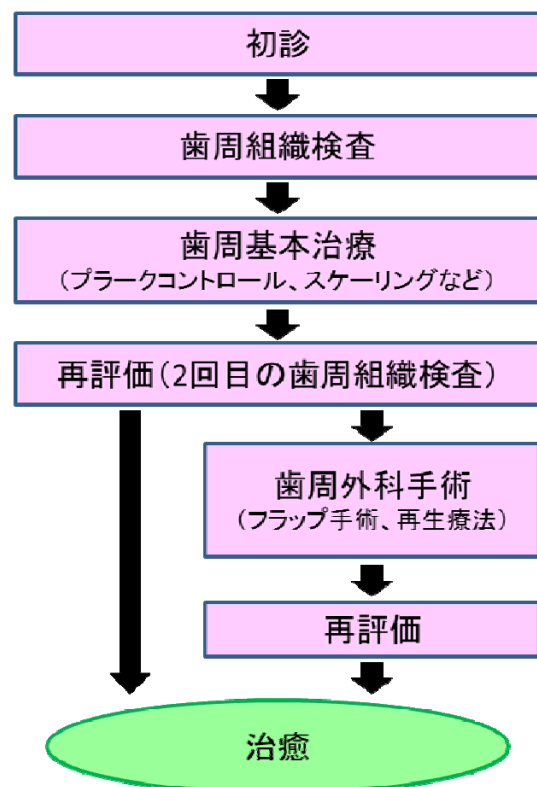 初診
歯周組織検査
歯周基本治療
(プラークコントロール、スケーリングなど)
再評価(2回目の歯周組織検査)
歯周外科手術
(フラップ手術、再生療法)
再評価
治癒